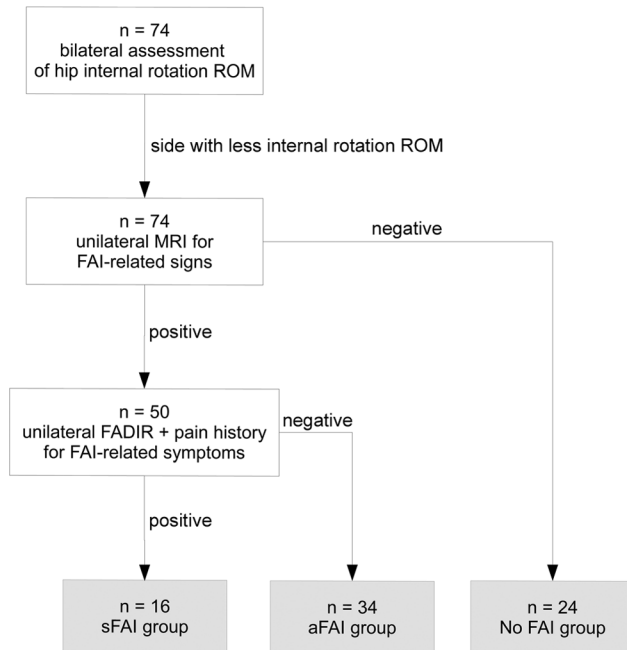 n = 74
bilateral assessment
of hip internal rotation ROM
side with less internal rotation ROM
n = 74
unilateral MRI for
FAI-related signs
negative
positive
n = 50
unilateral FADIR + pain history
for FAI-related symptoms
negative
positive
n = 16
sFAI group
n = 34
aFAI group
n = 24
No FAI group